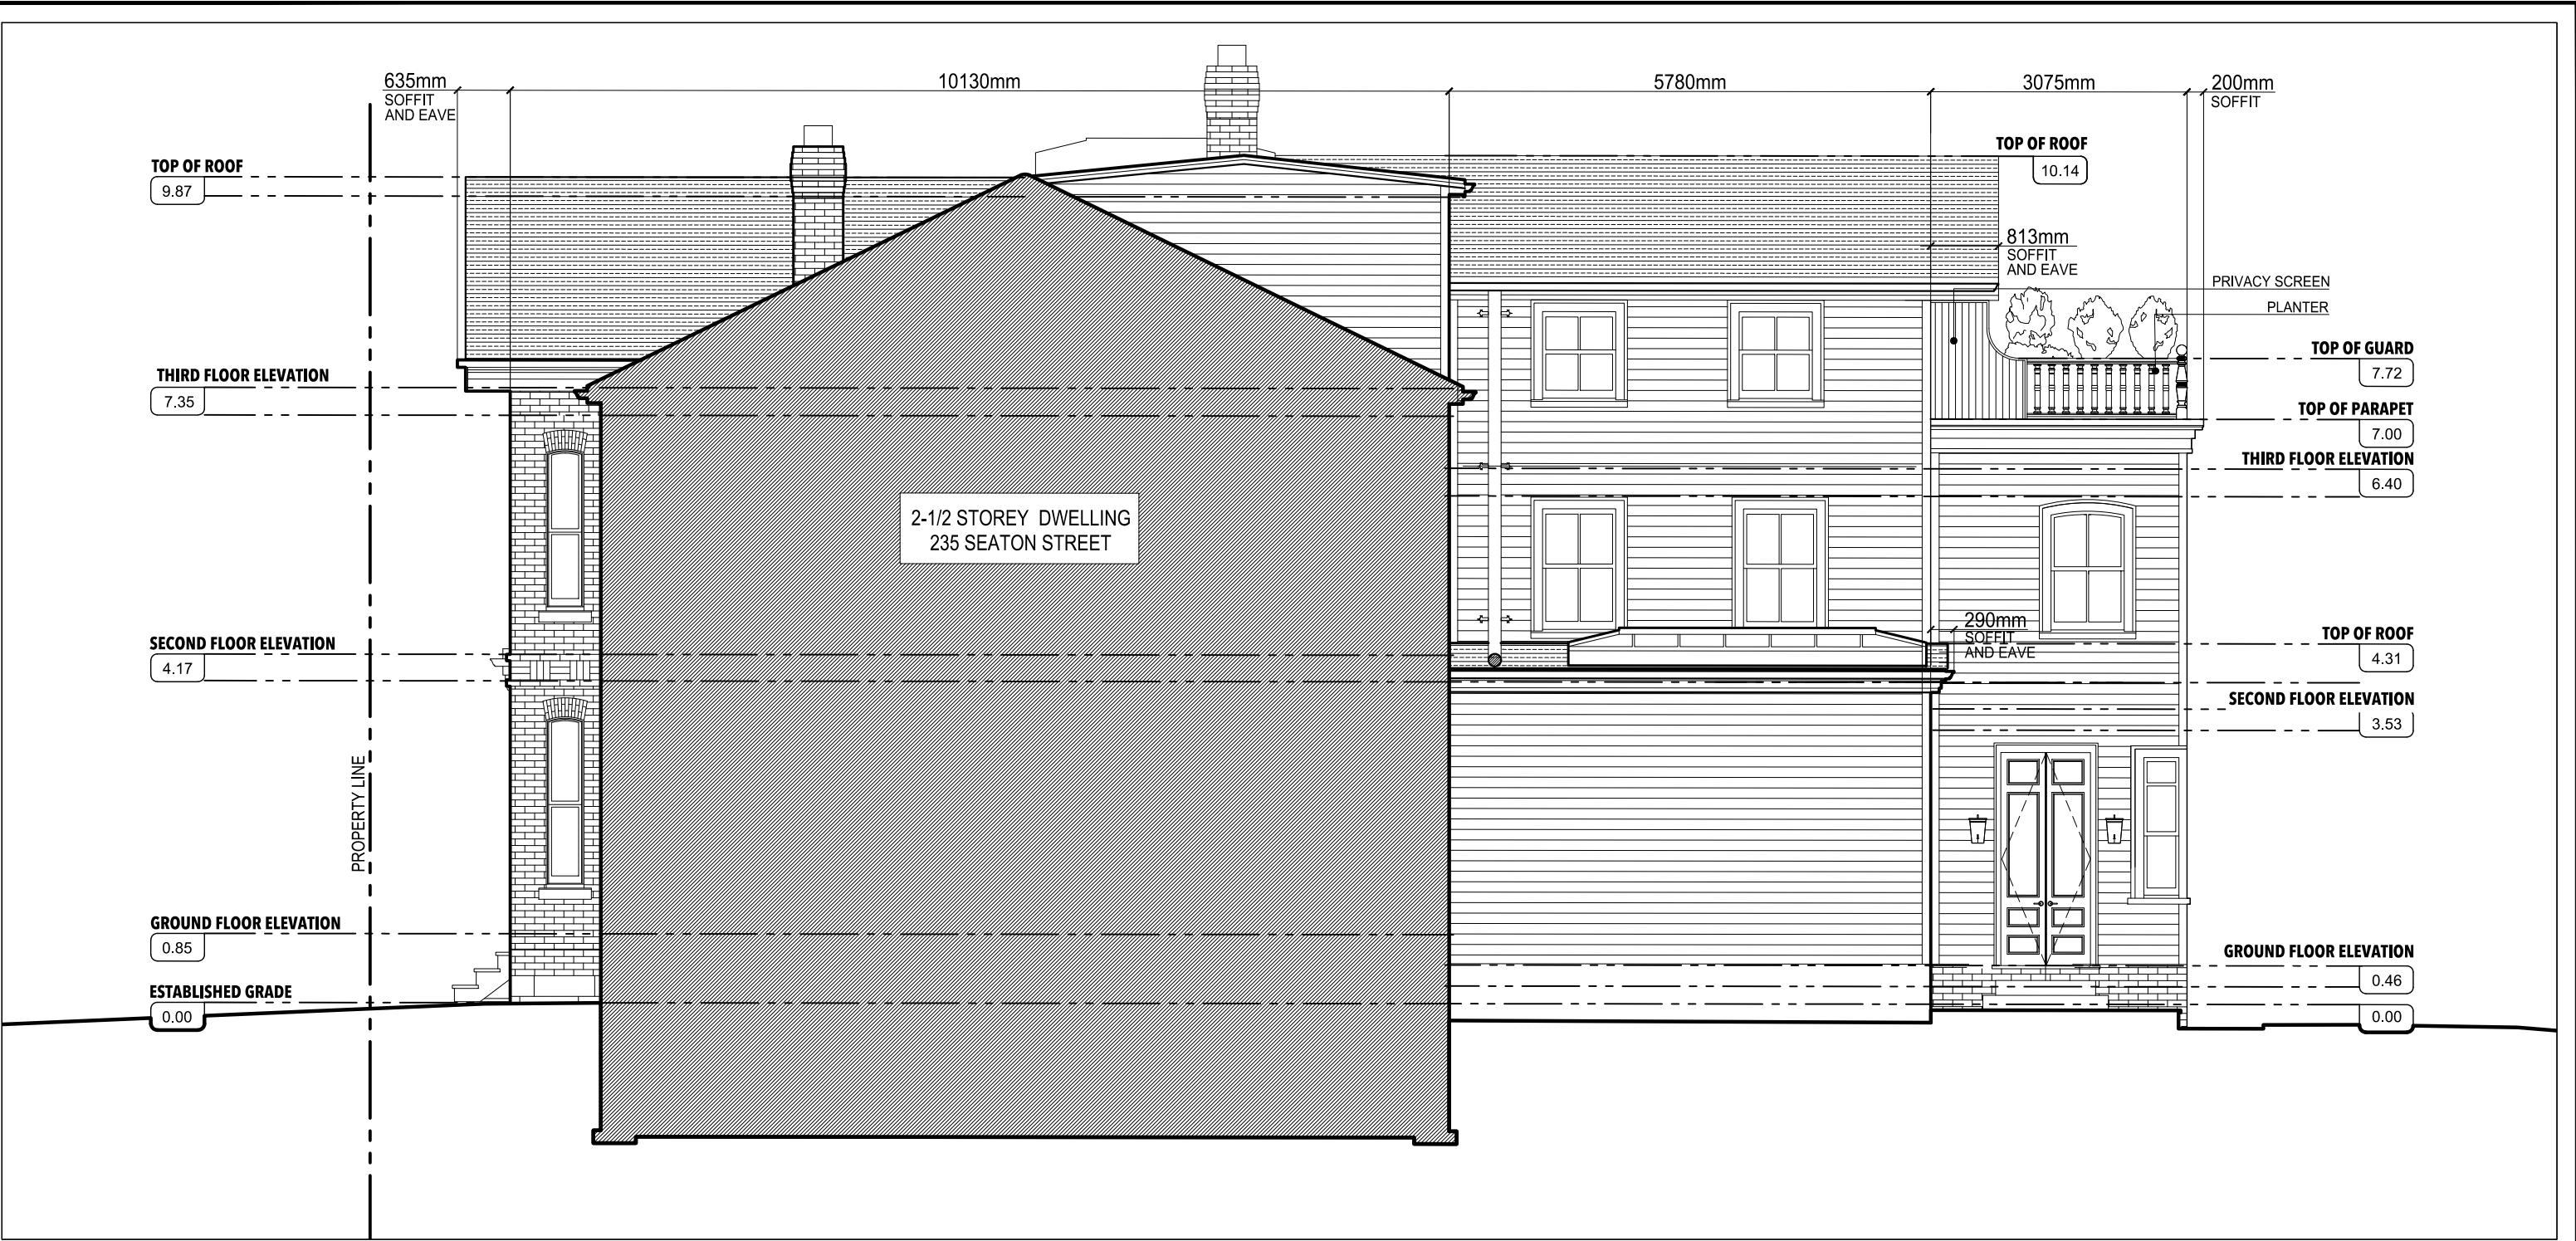 635mm
SOFFIT
AND EAVE
10130mm
5780mm
3075mm
200mm
SOFFIT
TOP OF ROOF
9.87
TOP OF ROOF
10.14
813mm
SOFFIT
AND EAVE
PRIVACY SCREEN
PLANTER
TOP OF GUARD
7.72
THIRD FLOOR ELEVATION
7.35
TOP OF PARAPET
7.00
THIRD FLOOR ELEVATION
6.40
2-1/2 STOREY DWELLING
235 SEATON STREET
290mm
SOFFIT
AND EAVE
SECOND FLOOR ELEVATION
4.17
TOP OF ROOF
4.31
SECOND FLOOR ELEVATION
3.53
PROPERTY LINE
GROUND FLOOR ELEVATION
0.85
GROUND FLOOR ELEVATION
0.46
ESTABLISHED GRADE
0.00
0.00